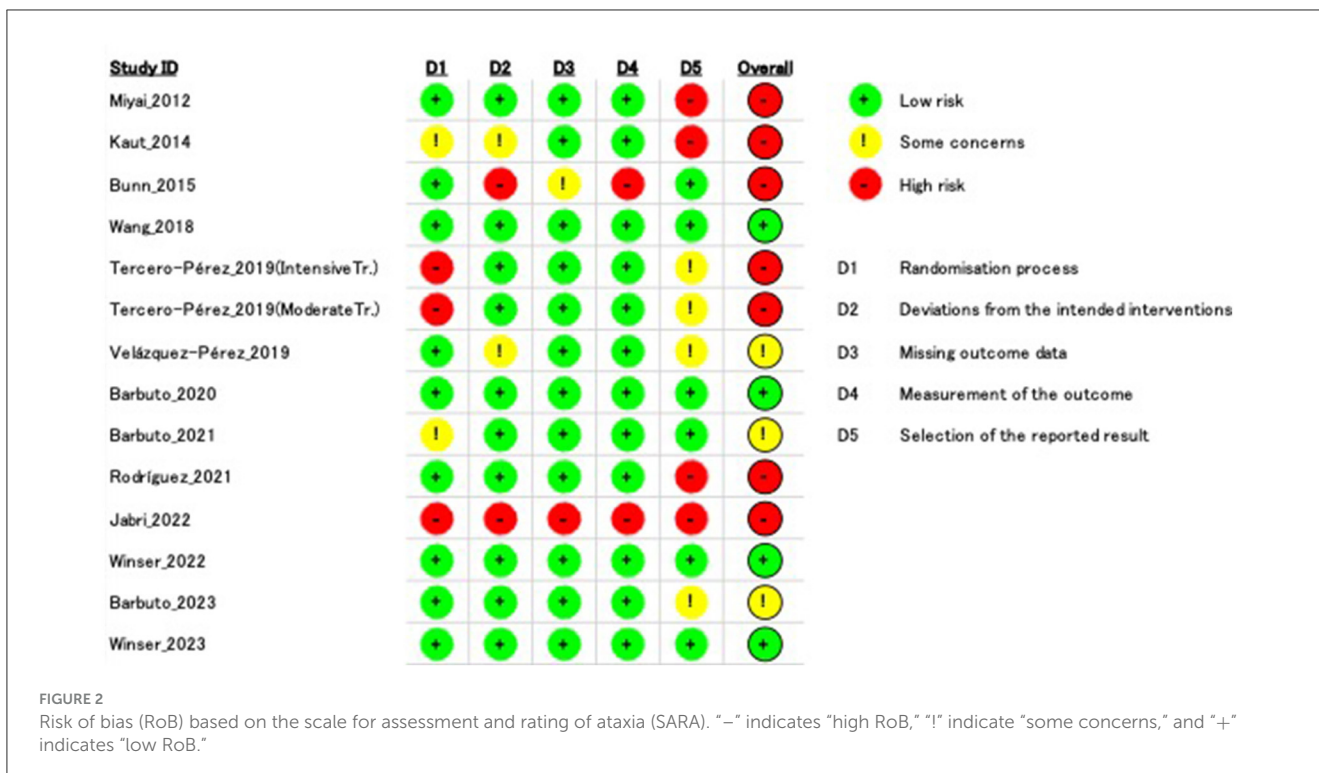 Study ID D1 D2 D3 D4 D5 Overall
Miyai_2012 + + + + - -
Kaut_2014 ! ! + + - -
Bunn_2015 + - ! - + -
Wang_2018 + + + + + +
Tercero-Pérez_2019(IntensiveTr.) - + + + ! -
Tercero-Pérez_2019(ModerateTr.) - + + + ! -
Velázquez-Pérez_2019 + ! + + ! !
Barbuto_2020 + + + + + +
Barbuto_2021 ! + + + + !
Rodríguez_2021 + + + + - -
Jabri_2022 - - - - - -
Winser_2022 + + + + + +
Barbuto_2023 + + + + ! !
Winser_2023 + + + + + +
+ Low risk
! Some concerns
- High risk
D1 Randomisation process
D2 Deviations from the intended interventions
D3 Missing outcome data
D4 Measurement of the outcome
D5 Selection of the reported result
FIGURE 2
Risk of bias (RoB) based on the scale for assessment and rating of ataxia (SARA). “−” indicates “high RoB,” “!” indicate “some concerns,” and “+”
indicates “low RoB.”